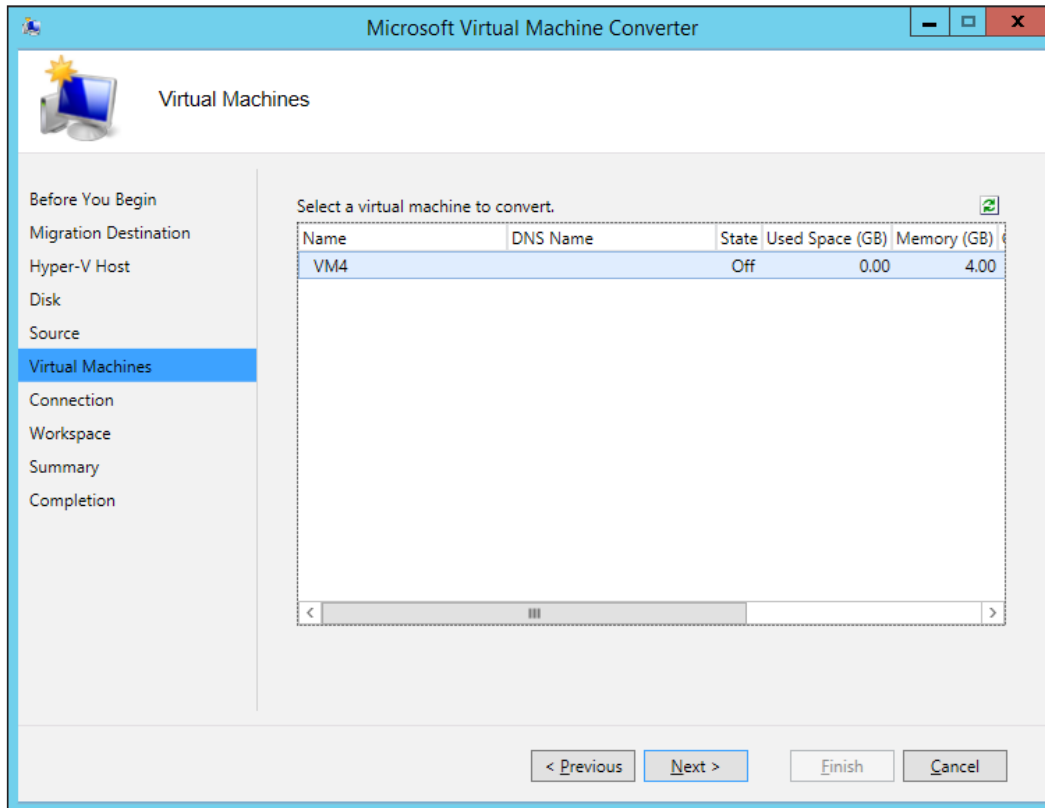 Microsoft Virtual Machine Converter
Virtual Machines
Before You Begin
Migration Destination
Hyper-V Host
Disk
Source
Virtual Machines
Connection
Workspace
Summary
Completion
Select a virtual machine to convert.
Name DNS Name State Used Space (GB) Memory (GB)
VM4 Off 0.00 4.00
< Previous Next > Finish Cancel